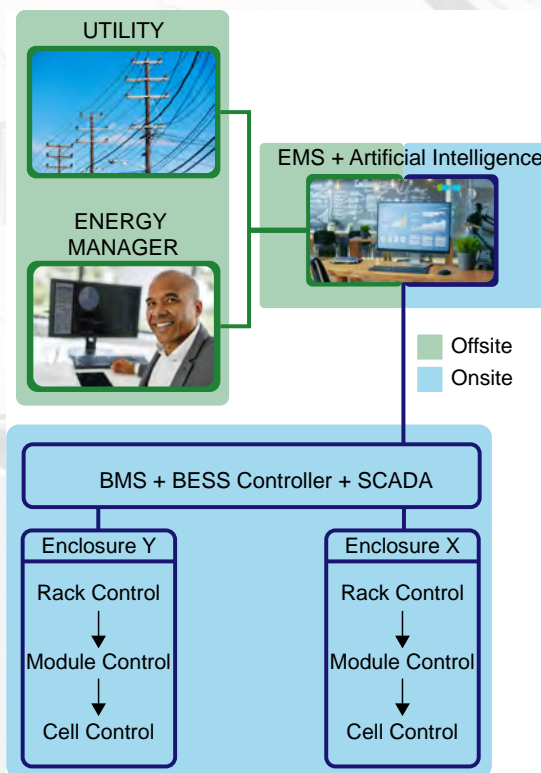 UTILITY
ENERGY
MANAGER
EMS + Artificial Intelligence
Offsite
Onsite
BMS + BESS Controller + SCADA
Enclosure Y
Rack Control
Module Control
Cell Control
Enclosure X
Rack Control
Module Control
Cell Control